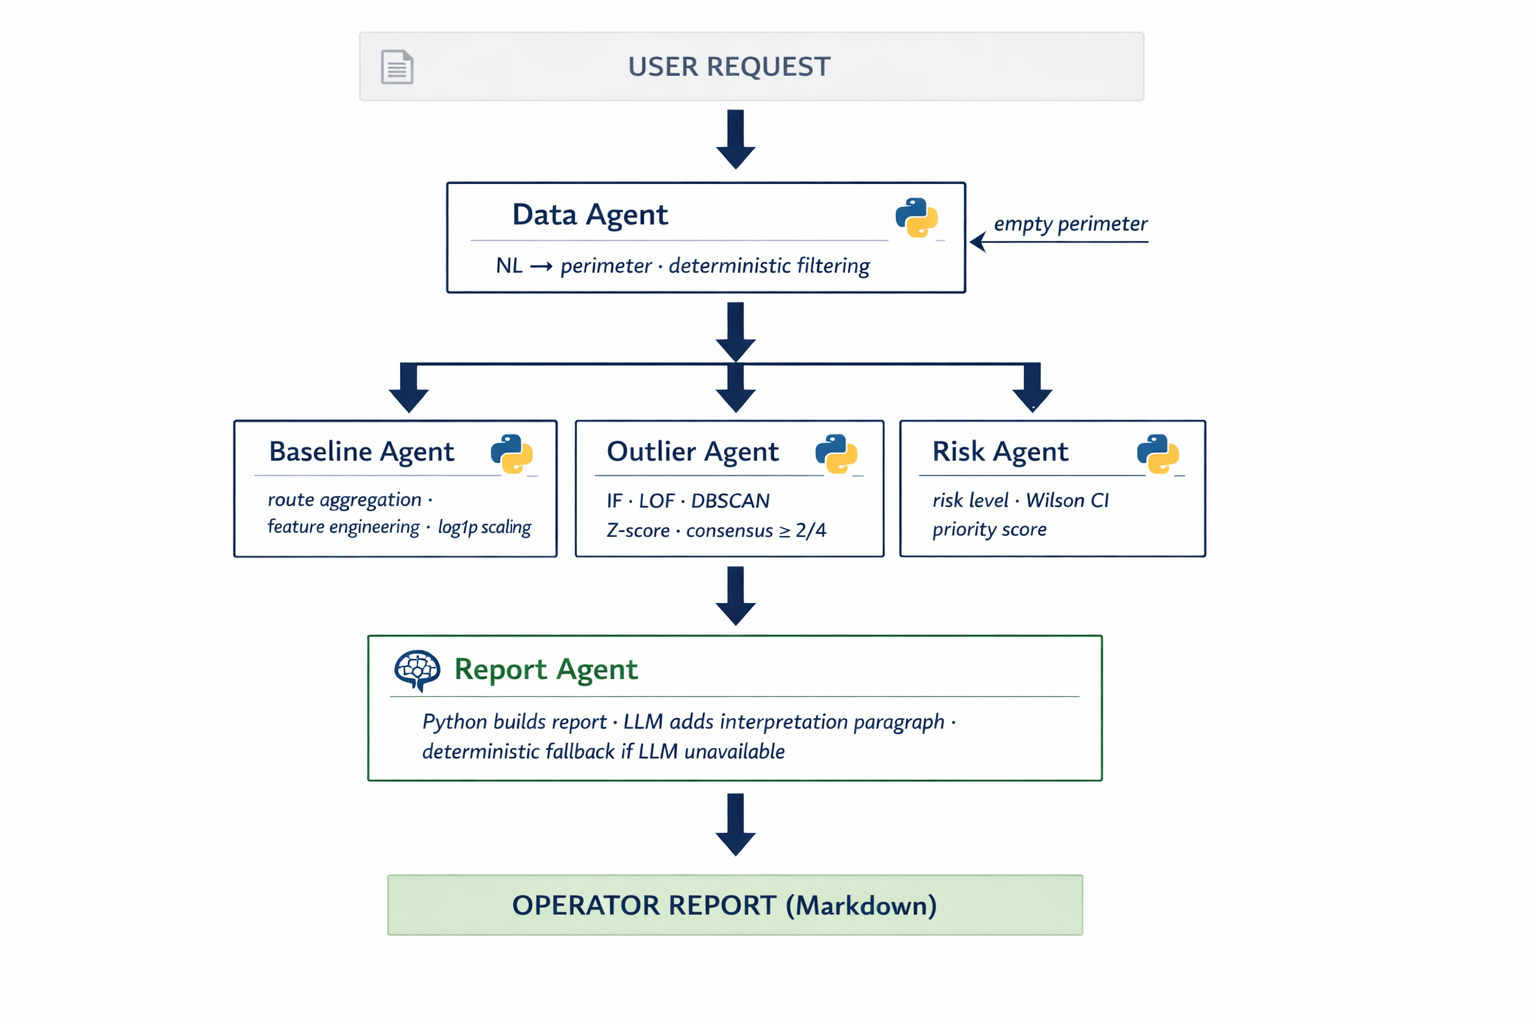 USER REQUEST
Data Agent
NL → perimeter · deterministic filtering
empty perimeter
Baseline Agent
route aggregation ·
feature engineering · log1p scaling
Outlier Agent
IF · LOF · DBSCAN
Z-score · consensus ≥ 2/4
Risk Agent
risk level · Wilson CI
priority score
Report Agent
Python builds report · LLM adds interpretation paragraph ·
deterministic fallback if LLM unavailable
OPERATOR REPORT (Markdown)